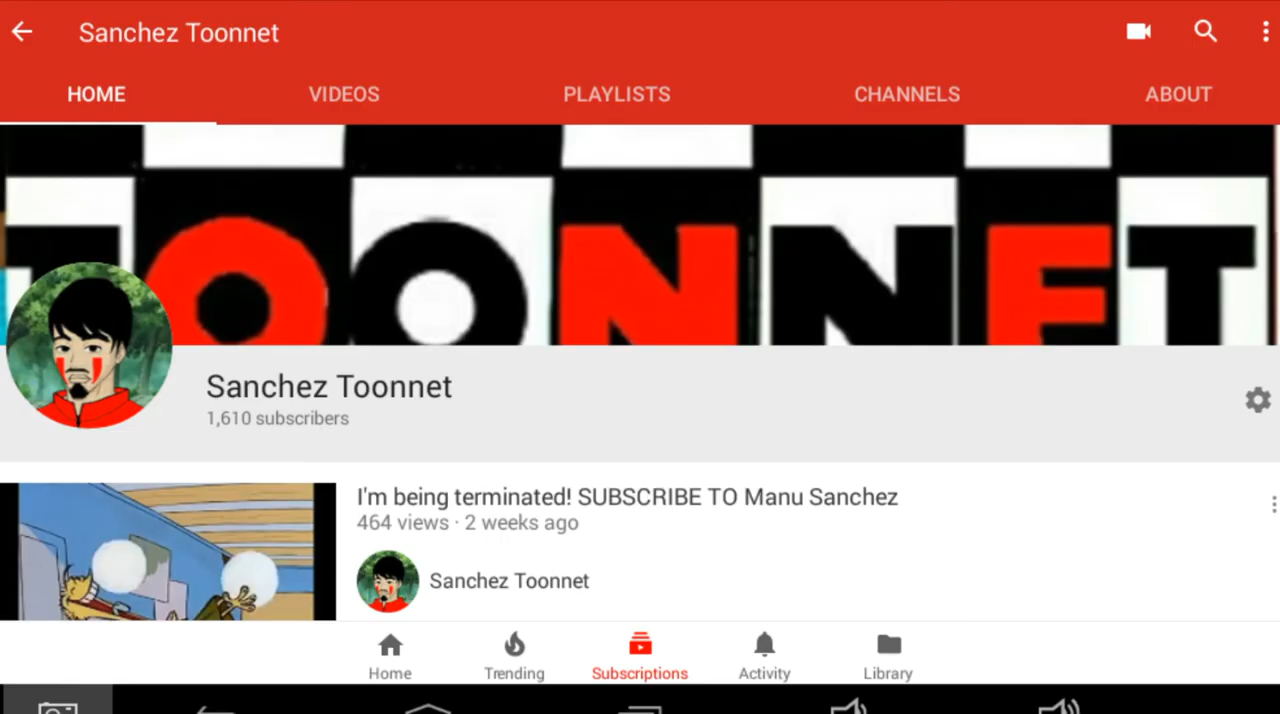 Sanchez Toonnet
HOME VIDEOS PLAYLISTS CHANNELS ABOUT
TOONNET
Sanchez Toonnet
1,610 subscribers
I'm being terminated! SUBSCRIBE TO Manu Sanchez
464 views · 2 weeks ago
Sanchez Toonnet
Home Trending Subscriptions Activity Library